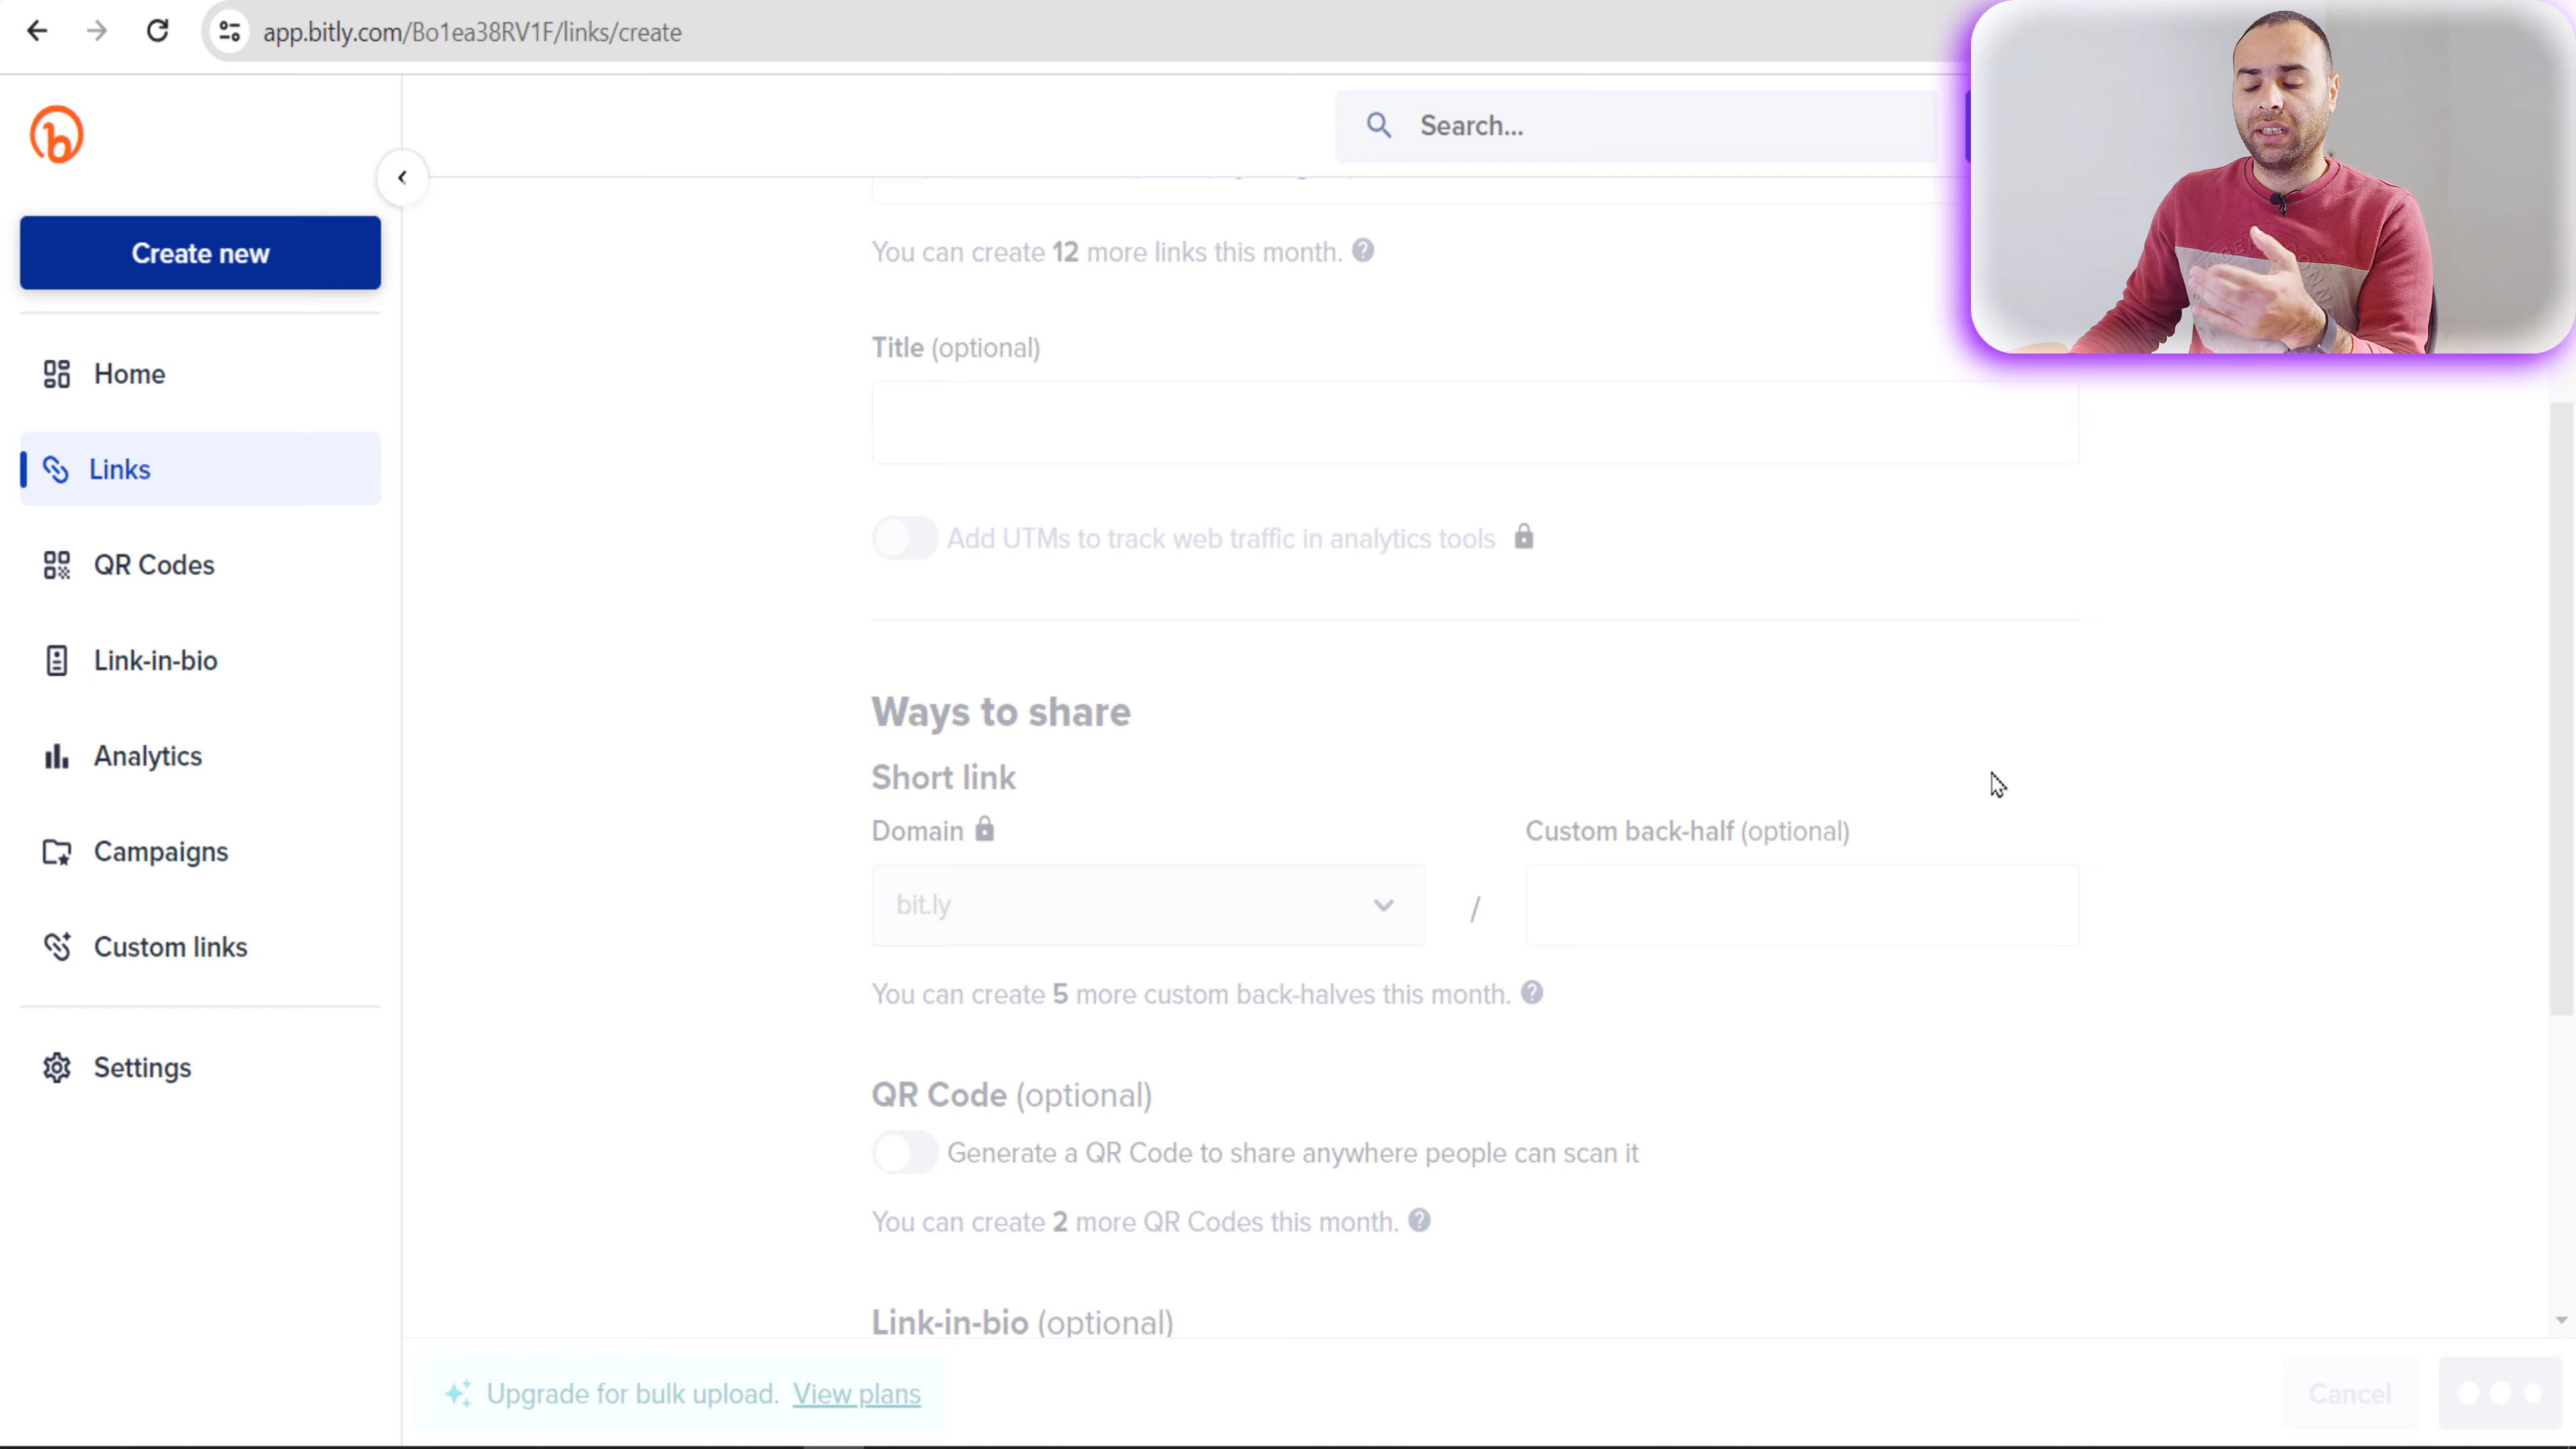 app.bitly.com/Bo1ea38RV1F/links/create
Search...
Create new
Home
Links
QR Codes
Link-in-bio
Analytics
Campaigns
Custom links
Settings
You can create 12 more links this month.
Title (optional)
Add UTMs to track web traffic in analytics tools
Ways to share
Short link
Domain
Custom back-half (optional)
bit.ly
/
You can create 5 more custom back-halves this month.
QR Code (optional)
Generate a QR Code to share anywhere people can scan it
You can create 2 more QR Codes this month.
Link-in-bio (optional)
Upgrade for bulk upload. View plans
Cancel